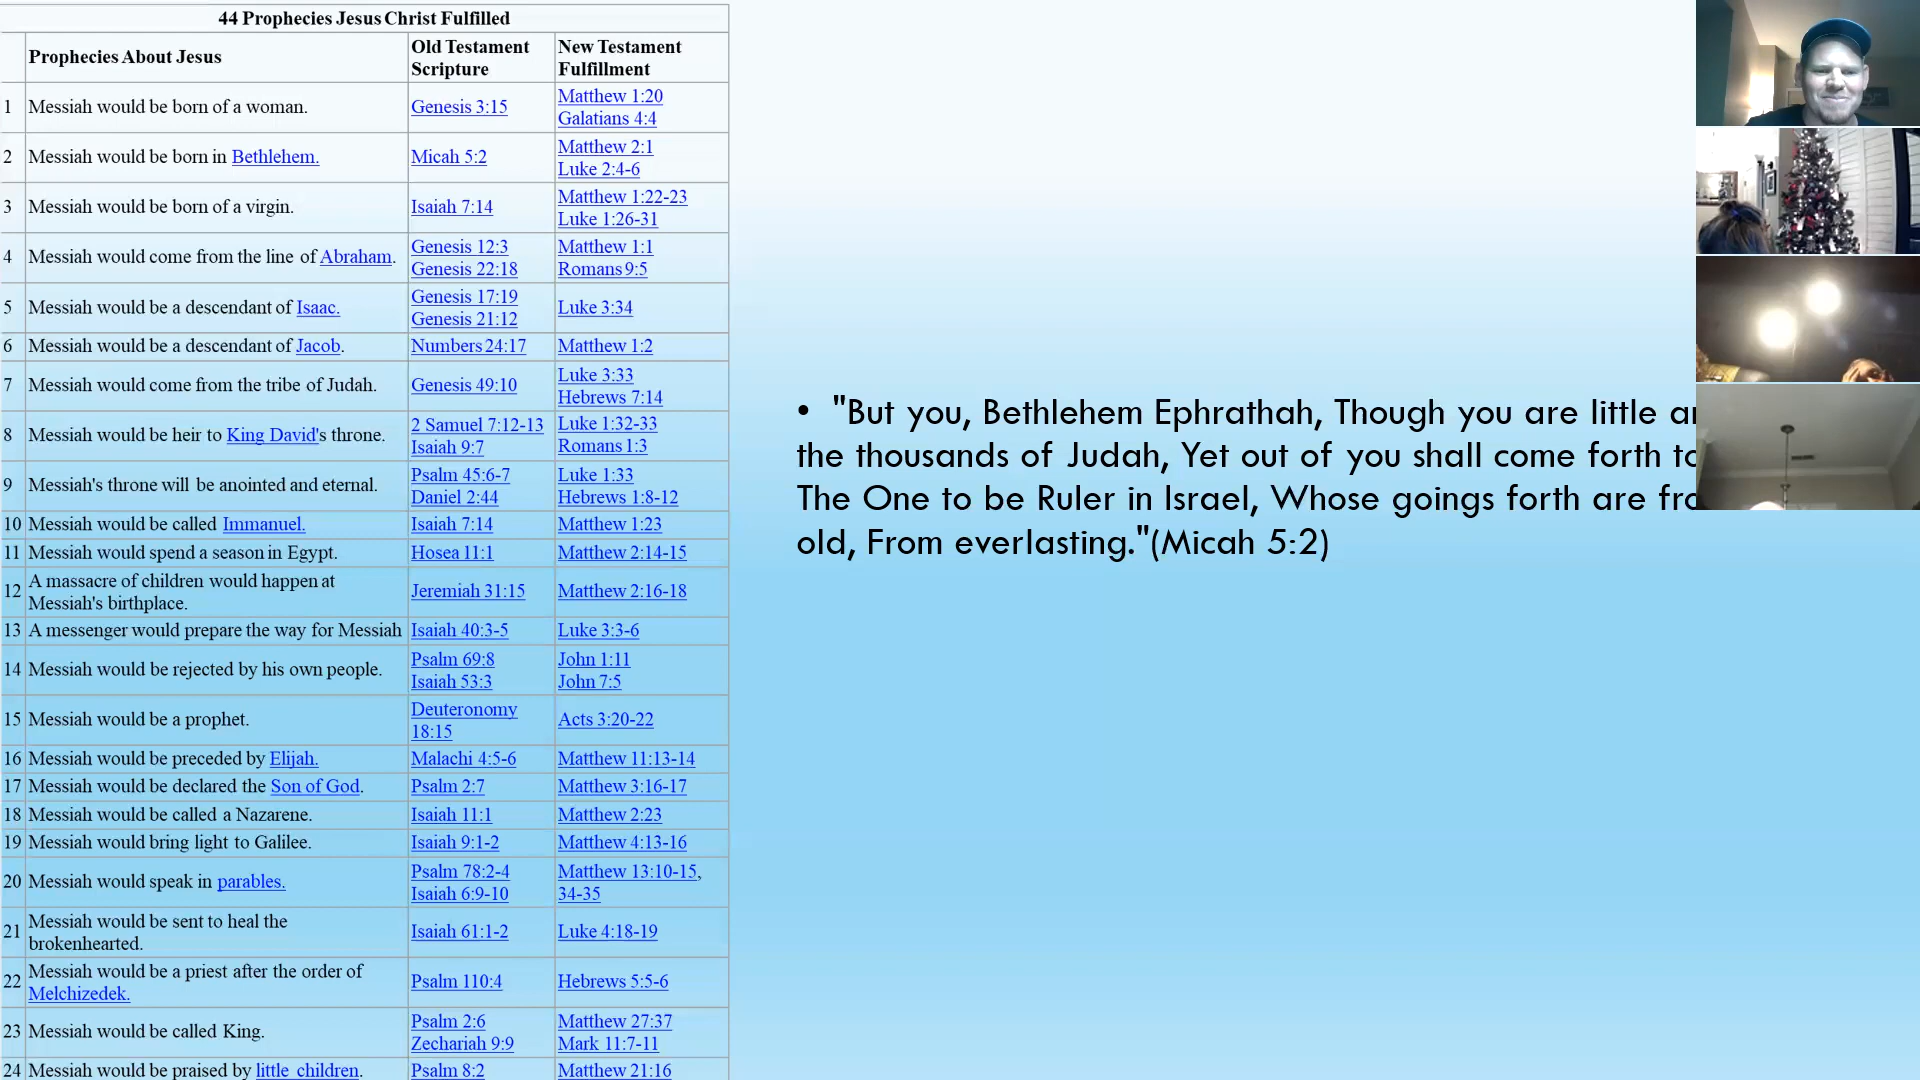 44 Prophecies Jesus Christ Fulfilled
Prophecies About Jesus
Old Testament
Scripture
New Testament
Fulfillment
1 Messiah would be born of a woman.
Genesis 3:15
Matthew 1:20
Galatians 4:4
2 Messiah would be born in Bethlehem.
Micah 5:2
Matthew 2:1
Luke 2:4-6
3 Messiah would be born of a virgin.
Isaiah 7:14
Matthew 1:22-23
Luke 1:26-31
4 Messiah would come from the line of Abraham.
Genesis 12:3
Genesis 22:18
Matthew 1:1
Romans 9:5
5 Messiah would be a descendant of Isaac.
Genesis 17:19
Genesis 21:12
Luke 3:34
6 Messiah would be a descendant of Jacob.
Numbers 24:17
Matthew 1:2
7 Messiah would come from the tribe of Judah.
Genesis 49:10
Luke 3:33
Hebrews 7:14
8 Messiah would be heir to King David's throne.
2 Samuel 7:12-13
Isaiah 9:7
Luke 1:32-33
Romans 1:3
9 Messiah's throne will be anointed and eternal.
Psalm 45:6-7
Daniel 2:44
Luke 1:33
Hebrews 1:8-12
10 Messiah would be called Immanuel.
Isaiah 7:14
Matthew 1:23
11 Messiah would spend a season in Egypt.
Hosea 11:1
Matthew 2:14-15
12 A massacre of children would happen at
Messiah's birthplace.
Jeremiah 31:15
Matthew 2:16-18
13 A messenger would prepare the way for Messiah
Isaiah 40:3-5
Luke 3:3-6
14 Messiah would be rejected by his own people.
Psalm 69:8
Isaiah 53:3
John 1:11
John 7:5
15 Messiah would be a prophet.
Deuteronomy
18:15
Acts 3:20-22
16 Messiah would be preceded by Elijah.
Malachi 4:5-6
Matthew 11:13-14
17 Messiah would be declared the Son of God.
Psalm 2:7
Matthew 3:16-17
18 Messiah would be called a Nazarene.
Isaiah 11:1
Matthew 2:23
19 Messiah would bring light to Galilee.
Isaiah 9:1-2
Matthew 4:13-16
20 Messiah would speak in parables.
Psalm 78:2-4
Isaiah 6:9-10
Matthew 13:10-15,
34-35
21 Messiah would be sent to heal the
brokenhearted.
Isaiah 61:1-2
Luke 4:18-19
22 Messiah would be a priest after the order of
Melchizedek.
Psalm 110:4
Hebrews 5:5-6
23 Messiah would be called King.
Psalm 2:6
Zechariah 9:9
Matthew 27:37
Mark 11:7-11
24 Messiah would be praised by little children.
Psalm 8:2
Matthew 21:16
• "But you, Bethlehem Ephrathah, Though you are little
the thousands of Judah, Yet out of you shall come forth
The One to be Ruler in Israel, Whose goings forth are
old, From everlasting."(Micah 5:2)